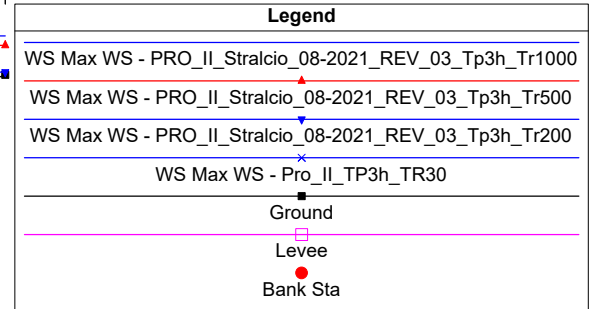 Legend
WS Max WS - PRO_II_Stralcio_08-2021_REV_03_Tp3h_Tr1000
WS Max WS - PRO_II_Stralcio_08-2021_REV_03_Tp3h_Tr500
WS Max WS - PRO_II_Stralcio_08-2021_REV_03_Tp3h_Tr200
WS Max WS - Pro_II_TP3h_TR30
Ground
Levee
Bank Sta